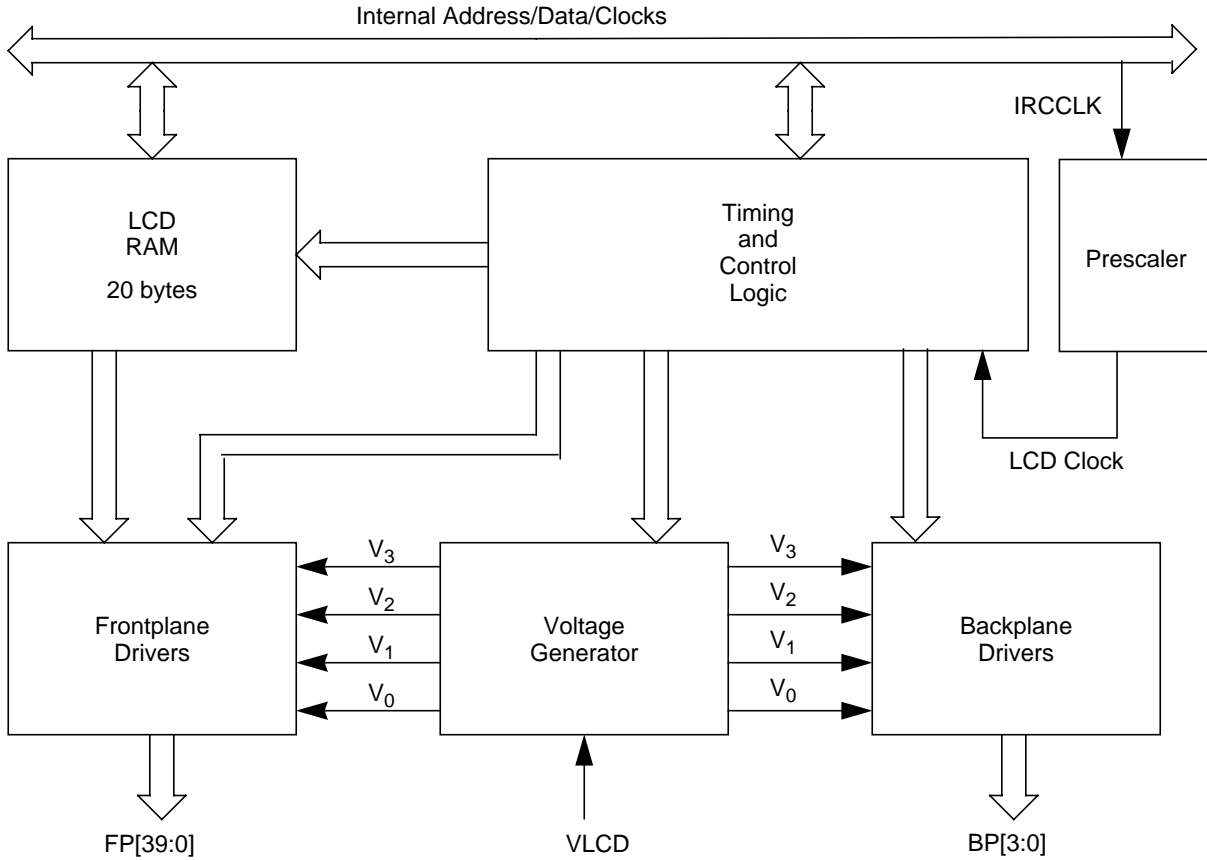 Internal Address/Data/Clocks
IRCCLK
LCD
RAM
20 bytes
Timing
and
Control
Logic
Prescaler
LCD Clock
V3
V2
V1
V0
V3
V2
V1
V0
Frontplane
Drivers
Voltage
Generator
Backplane
Drivers
FP[39:0]
VLCD
BP[3:0]